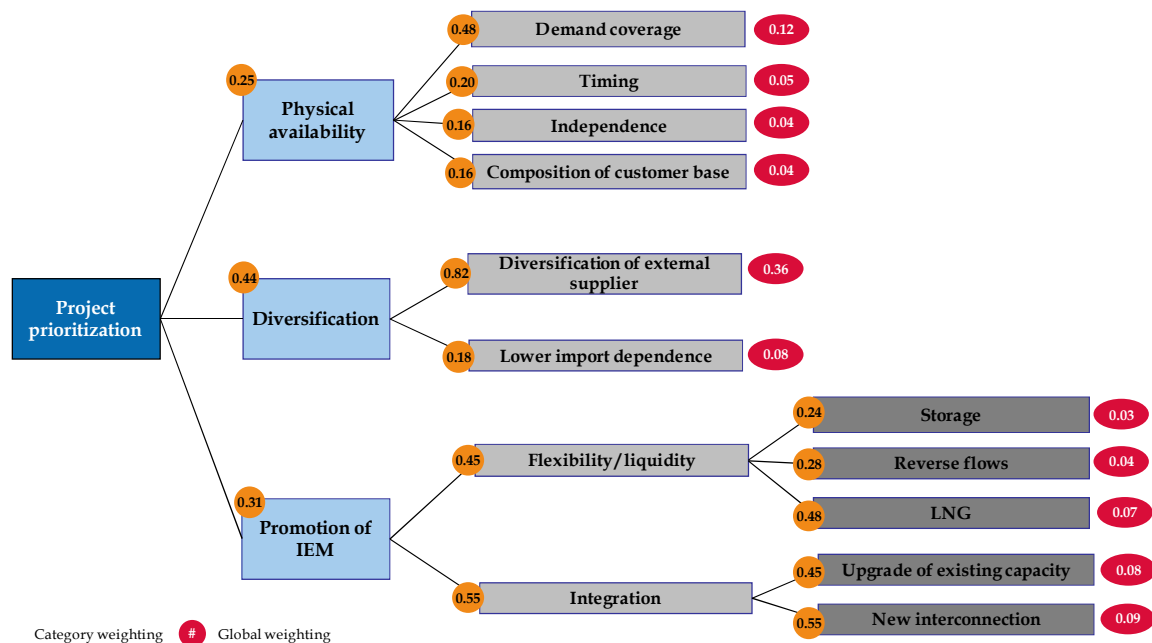 0.48
Demand coverage
0.12
0.25
0.20
Timing
0.05
Physical
availability
0.16
Independence
0.04
0.16
Composition of customer base
0.04
0.44
0.82
Diversification of external
supplier
0.36
Project
prioritization
Diversification
0.18
Lower import dependence
0.08
0.24
Storage
0.03
0.45
Flexibility/liquidity
0.28
Reverse flows
0.04
0.31
Promotion of
IEM
0.48
LNG
0.07
0.45
Upgrade of existing capacity
0.08
0.55
Integration
0.55
New interconnection
0.09
Category weighting # Global weighting